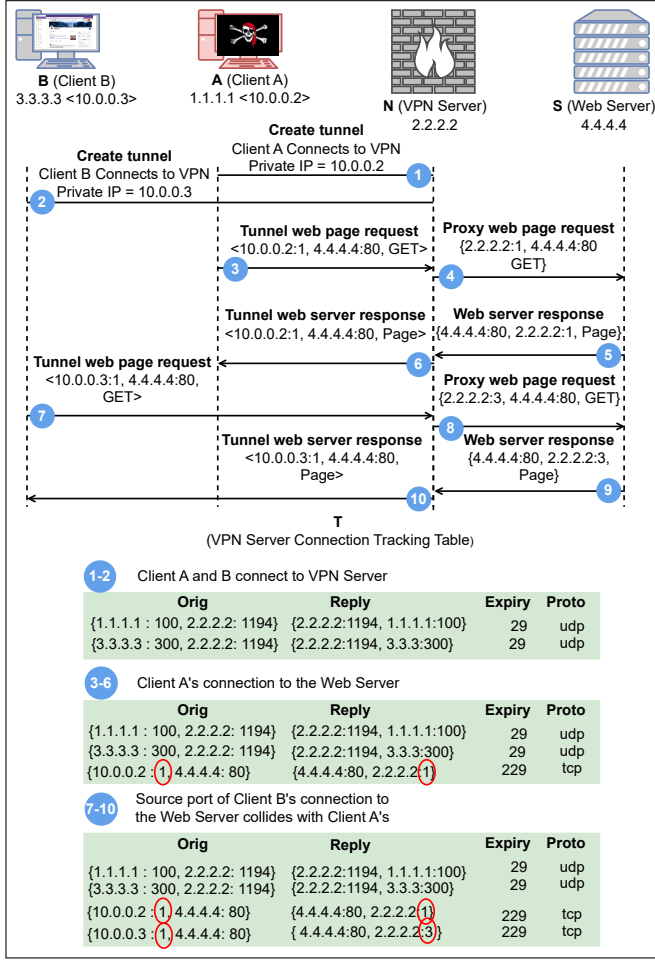 B (Client B)
3.3.3.3 <10.0.0.3>
A (Client A)
1.1.1.1 <10.0.0.2>
N (VPN Server)
2.2.2.2
S (Web Server)
4.4.4.4
Create tunnel
Client A Connects to VPN
Private IP = 10.0.0.2
1
Create tunnel
Client B Connects to VPN
Private IP = 10.0.0.3
2
Tunnel web page request
<10.0.0.2:1, 4.4.4.4:80, GET>
3
Proxy web page request
{2.2.2.2:1, 4.4.4.4:80
GET}
4
Web server response
{4.4.4.4:80, 2.2.2.2:1, Page}
5
Tunnel web server response
<10.0.0.2:1, 4.4.4.4:80, Page>
6
Tunnel web page request
<10.0.0.3:1, 4.4.4.4:80,
GET>
7
Proxy web page request
{2.2.2.2:3, 4.4.4.4:80, GET}
8
Web server response
{4.4.4.4:80, 2.2.2.2:3,
Page}
9
Tunnel web server response
<10.0.0.3:1, 4.4.4.4:80,
Page>
10
T
(VPN Server Connection Tracking Table)
1-2 Client A and B connect to VPN Server
Orig Reply Expiry Proto
{1.1.1.1 : 100, 2.2.2.2: 1194} {2.2.2.2:1194, 1.1.1.1:100} 29 udp
{3.3.3.3 : 300, 2.2.2.2: 1194} {2.2.2.2:1194, 3.3.3:300} 29 udp
3-6 Client A's connection to the Web Server
Orig Reply Expiry Proto
{1.1.1.1 : 100, 2.2.2.2: 1194} {2.2.2.2:1194, 1.1.1.1:100} 29 udp
{3.3.3.3 : 300, 2.2.2.2: 1194} {2.2.2.2:1194, 3.3.3:300} 29 udp
{10.0.0.2 : 1, 4.4.4.4: 80} {4.4.4.4:80, 2.2.2.2:1} 229 tcp
7-10 Source port of Client B's connection to
the Web Server collides with Client A's
Orig Reply Expiry Proto
{1.1.1.1 : 100, 2.2.2.2: 1194} {2.2.2.2:1194, 1.1.1.1:100} 29 udp
{3.3.3.3 : 300, 2.2.2.2: 1194} {2.2.2.2:1194, 3.3.3:300} 29 udp
{10.0.0.2 : 1, 4.4.4.4: 80} {4.4.4.4:80, 2.2.2.2:1} 229 tcp
{10.0.0.3 : 1, 4.4.4.4: 80} { 4.4.4.4:80, 2.2.2.2:3 } 229 tcp